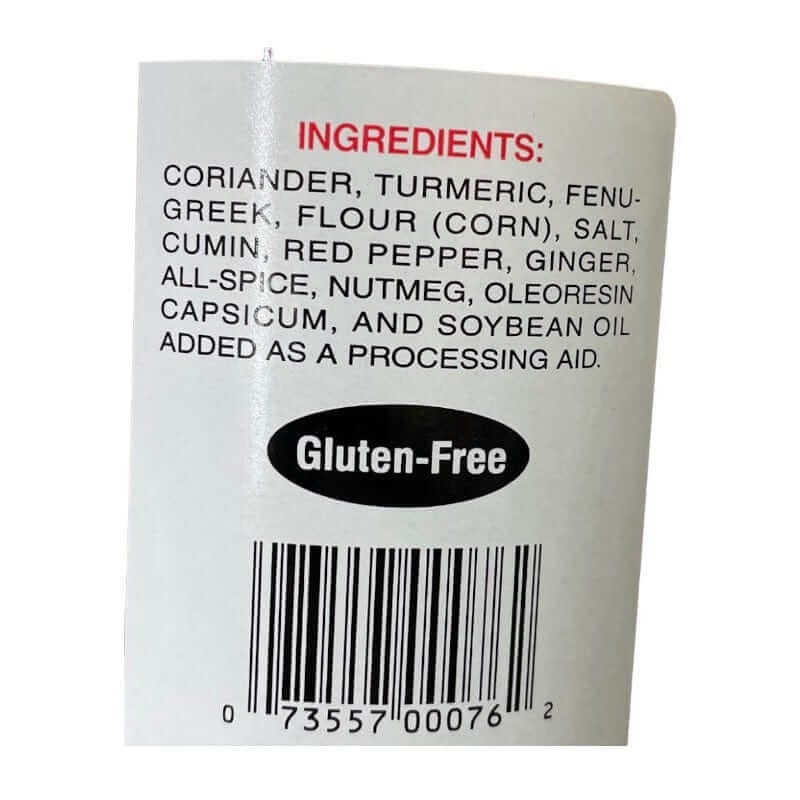 INGREDIENTS:
CORIANDER, TURMERIC, FENU-
GREEK, FLOUR (CORN), SALT,
CUMIN, RED PEPPER, GINGER,
ALL-SPICE, NUTMEG, OLEORESIN
CAPSICUM, AND SOYBEAN OIL
ADDED AS A PROCESSING AID.
Gluten-Free
0 73557 00076 2